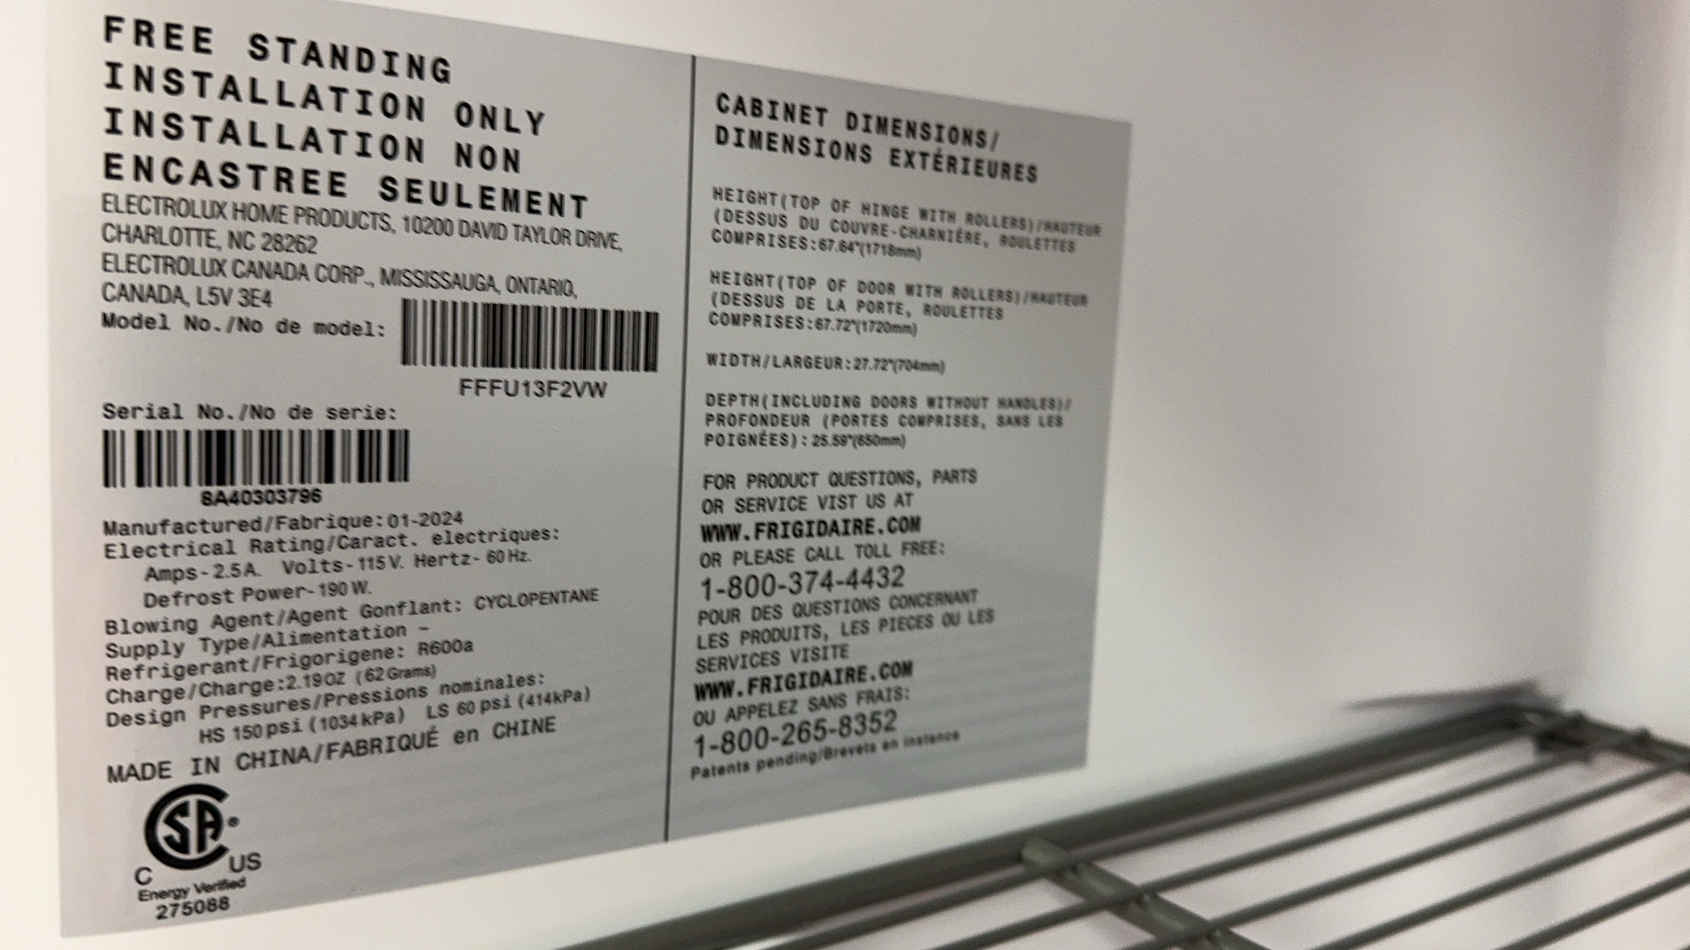 FREE STANDING
INSTALLATION ONLY
INSTALLATION NON
ENCASTREE SEULEMENT
ELECTROLUX HOME PRODUCTS, 10200 DAVID TAYLOR DRIVE,
CHARLOTTE, NC 28262
ELECTROLUX CANADA CORP., MISSISSAUGA, ONTARIO,
CANADA, L5V 3E4
Model No./No de model:
FFFU13F2VW
Serial No./No de serie:
8A40303796
Manufactured/Fabrique:01-2024
Electrical Rating/Caract. electriques:
Amps-2.5A. Volts-115V. Hertz-60Hz.
Defrost Power-190W.
Blowing Agent/Agent Gonflant: CYCLOPENTANE
Supply Type/Alimentation ~
Refrigerant/Frigorigene: R600a
Charge/Charge:2.19OZ (62Grams)
Design Pressures/Pressions nominales:
HS 150psi(1034kPa) LS 60psi(414kPa)
MADE IN CHINA/FABRIQUÉ en CHINE
SA®
C US
Energy Verified
275088
CABINET DIMENSIONS/
DIMENSIONS EXTÉRIEURES
HEIGHT(TOP OF HINGE WITH ROLLERS)/HAUTEUR
(DESSUS DU COUVRE-CHARNIÉRE, ROULETTES
COMPRISES:67.64"(1718mm)
HEIGHT(TOP OF DOOR WITH ROLLERS)/HAUTEUR
(DESSUS DE LA PORTE, ROULETTES
COMPRISES:67.72"(1720mm)
WIDTH/LARGEUR:27.72"(704mm)
DEPTH(INCLUDING DOORS WITHOUT HANDLES)/
PROFONDEUR (PORTES COMPRISES, SANS LES
POIGNÉES):25.59"(650mm)
FOR PRODUCT QUESTIONS, PARTS
OR SERVICE VIST US AT
WWW.FRIGIDAIRE.COM
OR PLEASE CALL TOLL FREE:
1-800-374-4432
POUR DES QUESTIONS CONCERNANT
LES PRODUITS, LES PIECES OU LES
SERVICES VISITE
WWW.FRIGIDAIRE.COM
OU APPELEZ SANS FRAIS:
1-800-265-8352
Patents pending/Brevets en instance